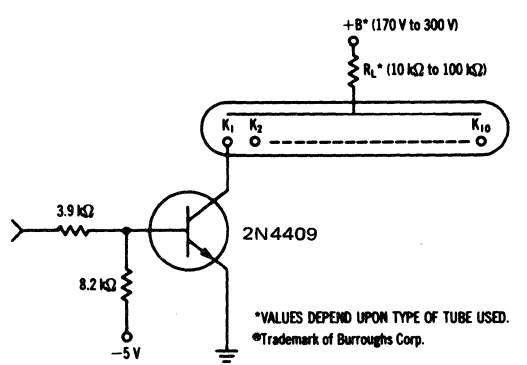 +B* (170 V to 300 V)
RL* (10 kΩ to 100 kΩ)
K1 K2 K10
3.9 kΩ
2N4409
8.2 kΩ
−5 V
*VALUES DEPEND UPON TYPE OF TUBE USED.
®Trademark of Burroughs Corp.